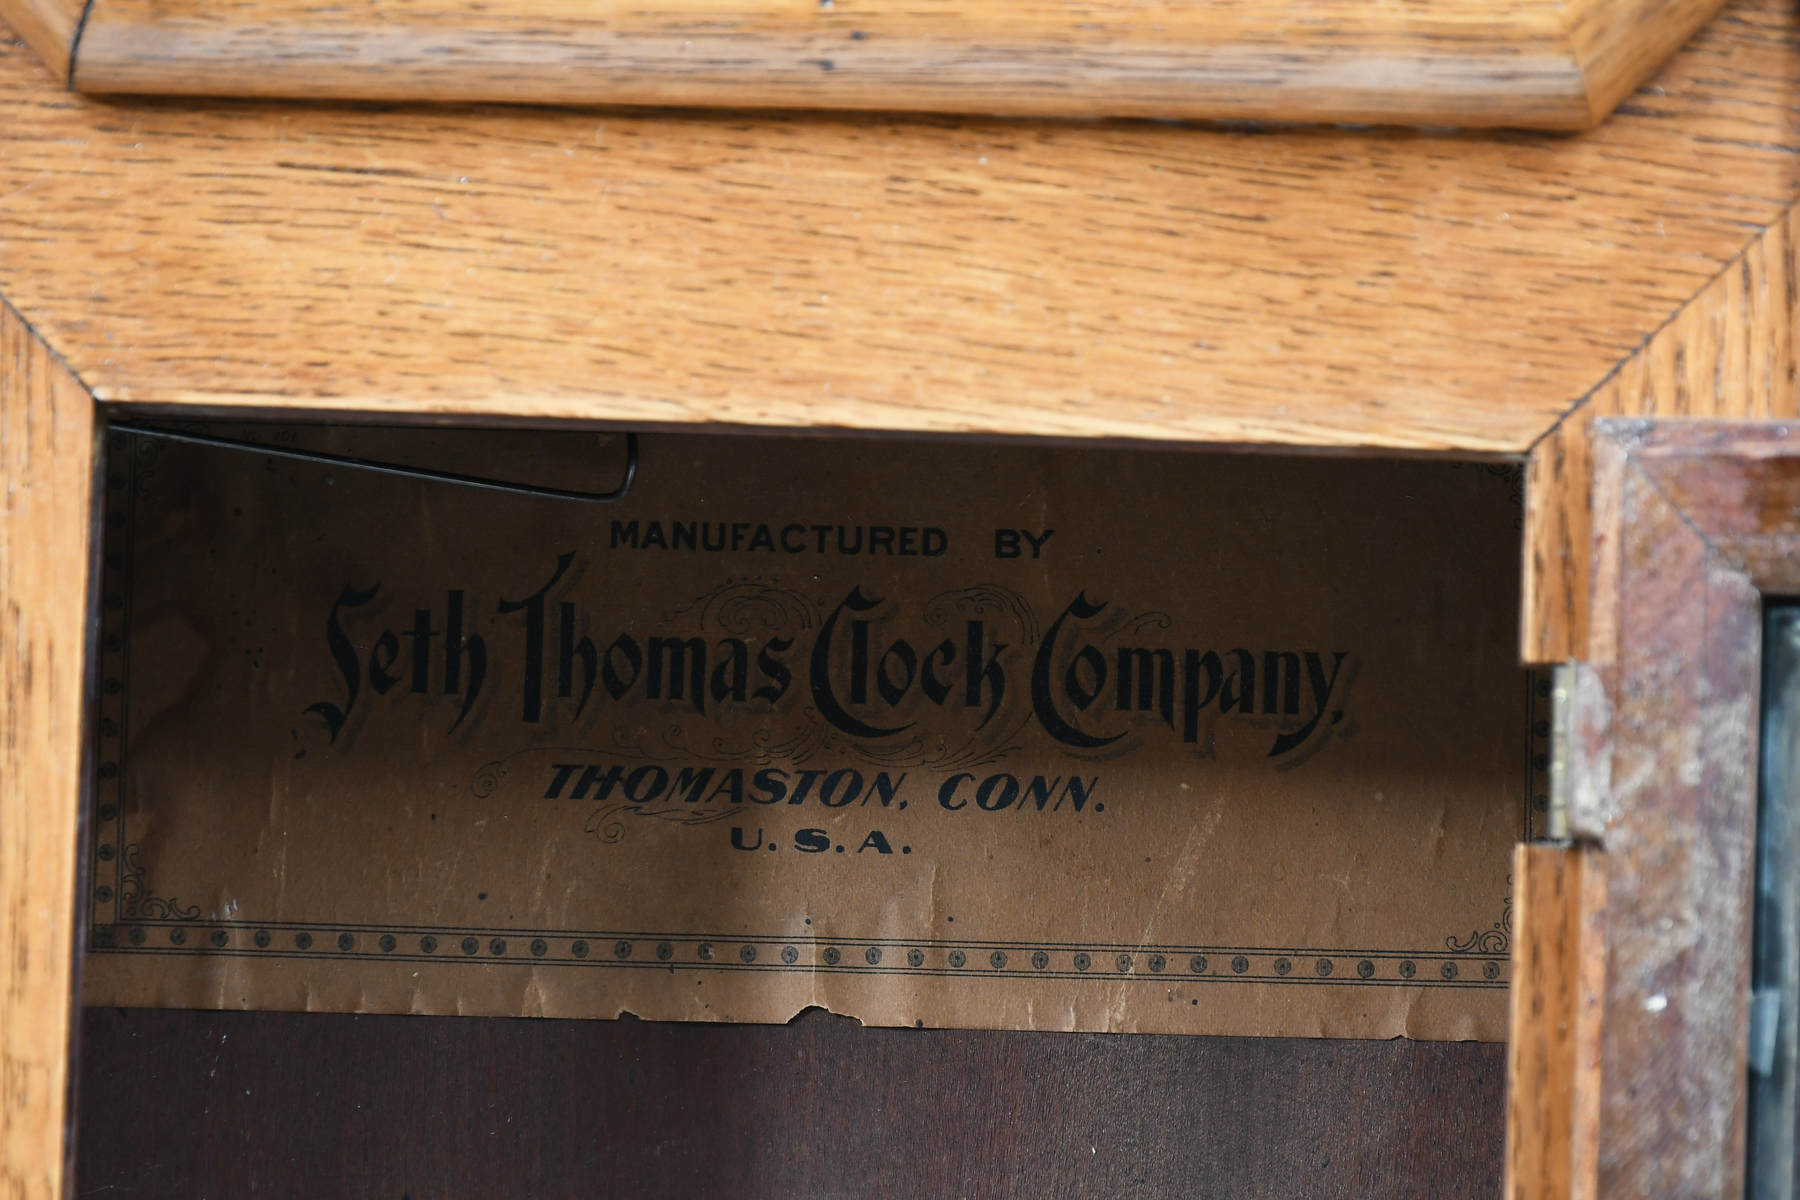 MANUFACTURED BY
Seth Thomas Clock Company,
THOMASTON, CONN.
U.S.A.